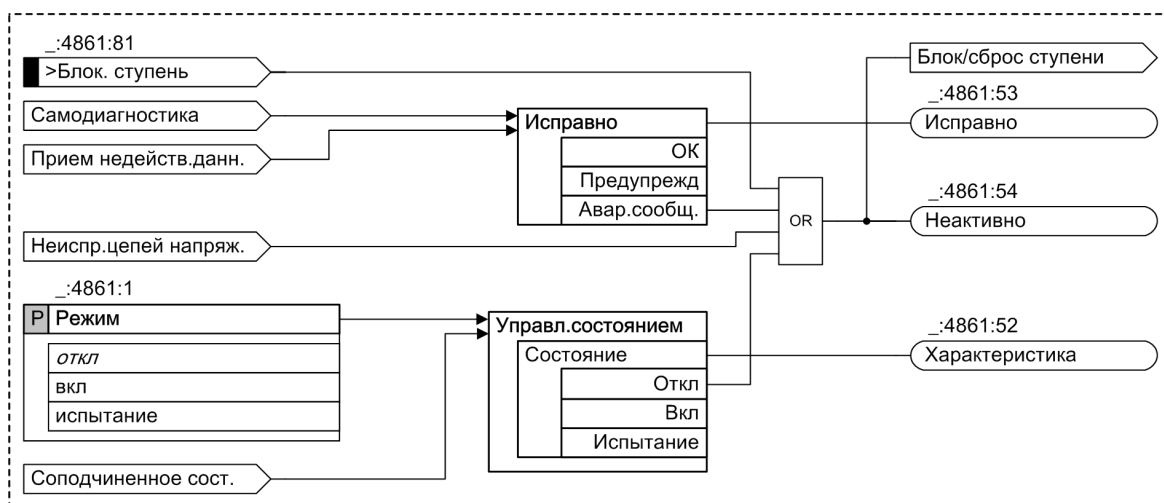 _:4861:81
>Блок. ступень
Блок/сброс ступени
_:4861:53
Самодиагностика
Исправно
Исправно
ОК
Прием недейств.данн.
Предупрежд
_:4861:54
Авар.сообщ.
OR
Неактивно
Неиспр.цепей напряж.
_:4861:1
P Режим
Управл.состоянием
_:4861:52
откл
Состояние
Характеристика
вкл
Откл
испытание
Вкл
Испытание
Соподчиненное сост.